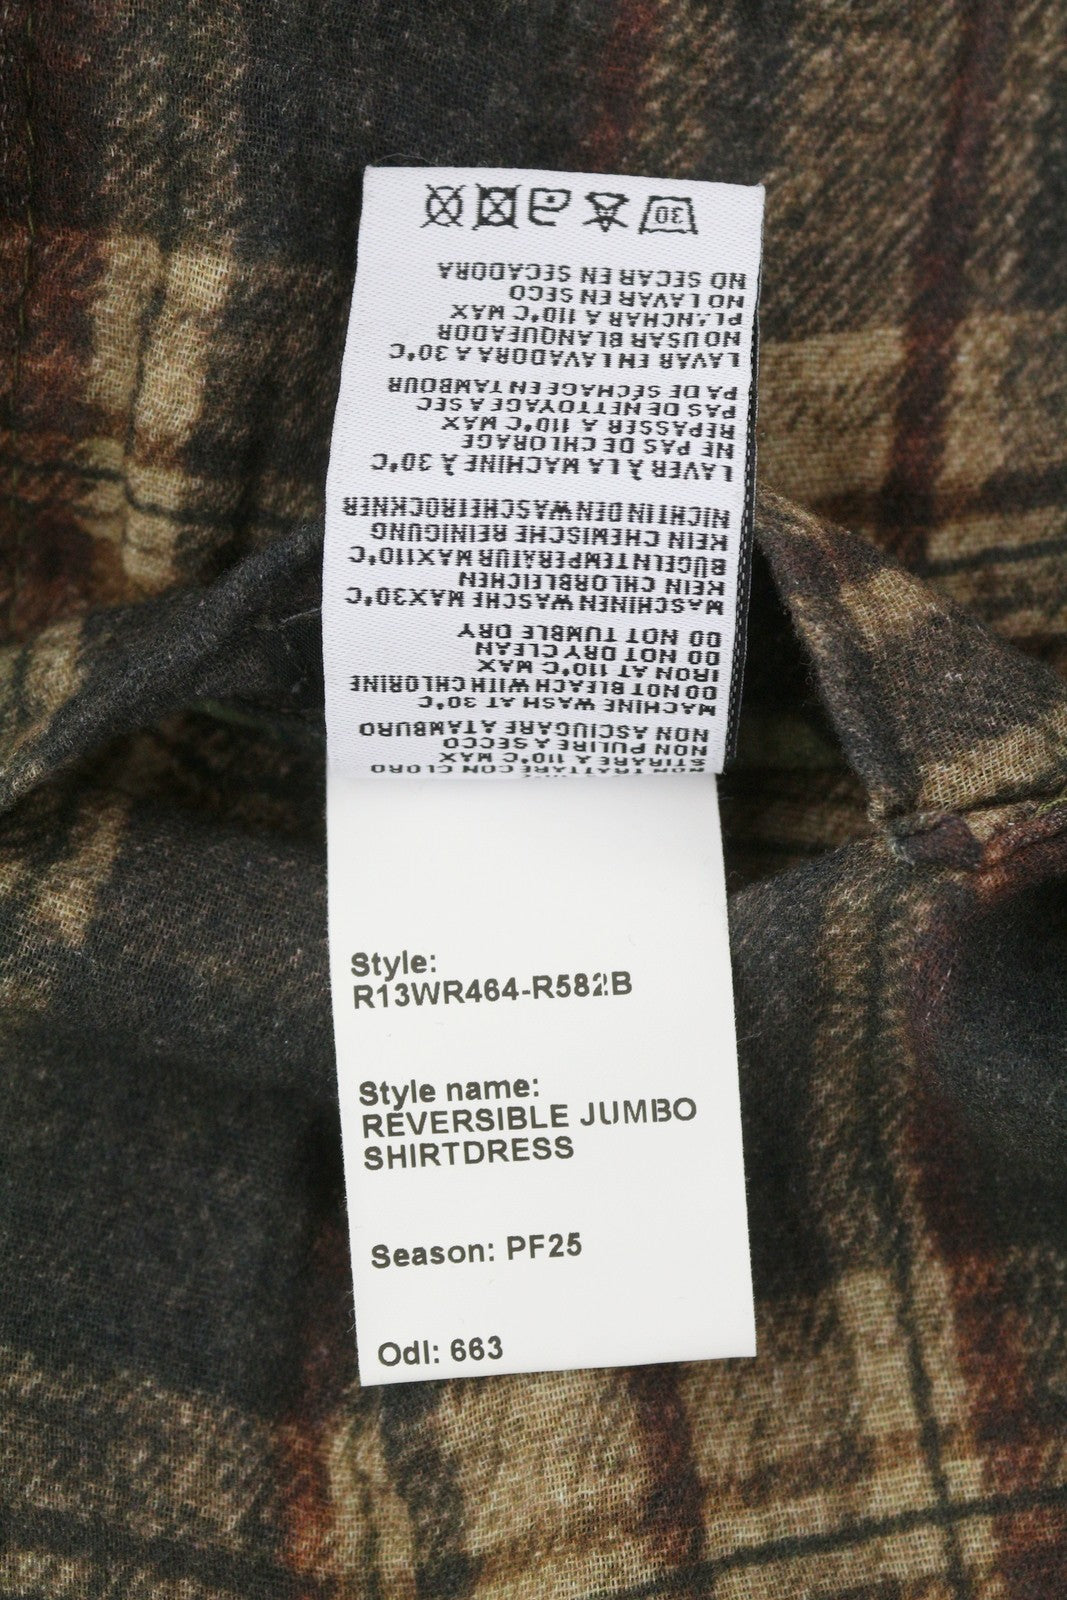 NON TRATTARE CON CLORO
STIRARE A 110°C MAX
NON PULIRE A SECCO
NON ASCIUGARE A TAMBURO
MACHINE WASH AT 30°C
DO NOT BLEACH WITH CHLORINE
IRON AT 110°C MAX
DO NOT DRY CLEAN
DO NOT TUMBLE DRY
MASCHINEN WASCHE MAX30°C
KEIN CHLORBLEICHEN
BÜGELN TEMPERATUR MAX110°C
KEIN CHEMISCHE REINIGUNG
NICHT IN DEN WASCHETROCKNER
LAVER À LA MACHINE À 30°C
NE PAS DE CHLORAGE
REPASSER A 110°C MAX
PAS DE NETTOYAGE A SEC
PA DE SÉCHAGE EN TAMBOUR
LAVAR EN LAVADORA A 30°C
NO USAR BLANQUEADOR
PLANCHAR A 110°C MAX
NO LAVAR EN SECO
NO SECAR EN SECADORA
30
Style:
R13WR464-R582B
Style name:
REVERSIBLE JUMBO
SHIRTDRESS
Season: PF25
Odl: 663